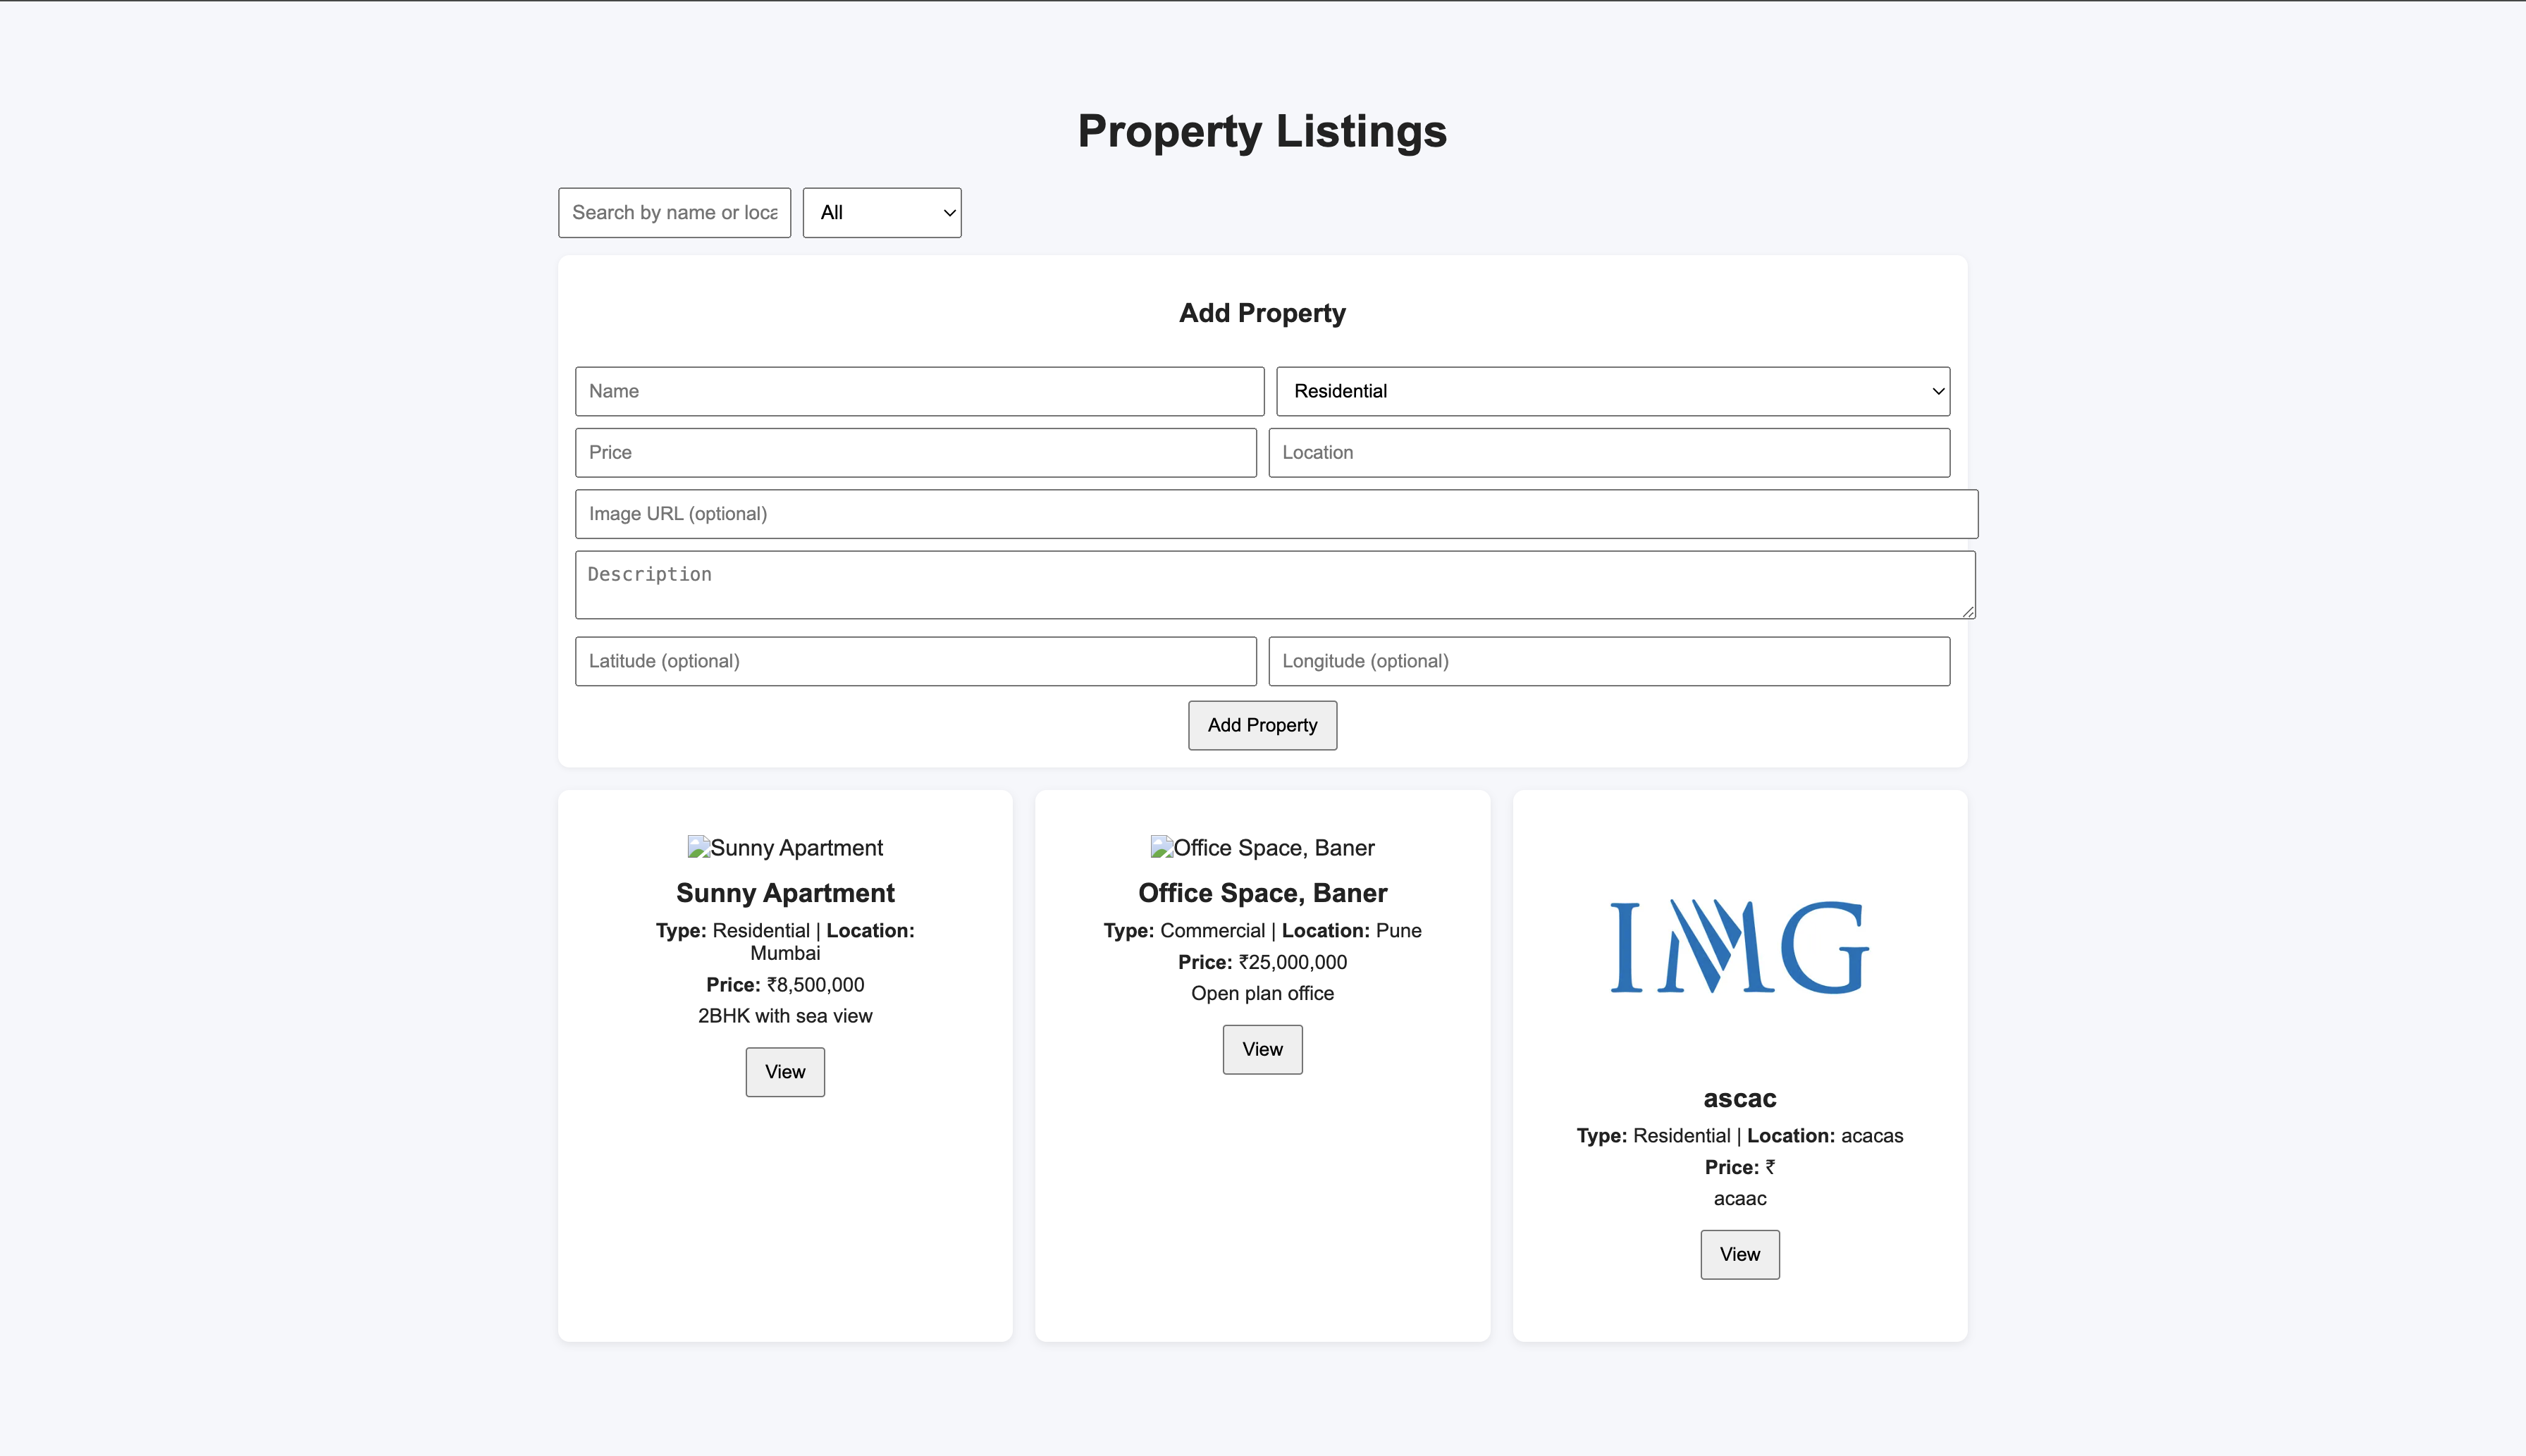 Property Listings
Search by name or loca
All
Add Property
Name
Residential
Price
Location
Image URL (optional)
Description
Latitude (optional)
Longitude (optional)
Add Property
Sunny Apartment
Sunny Apartment
Type: Residential | Location:
Mumbai
Price: ₹8,500,000
2BHK with sea view
View
Office Space, Baner
Office Space, Baner
Type: Commercial | Location: Pune
Price: ₹25,000,000
Open plan office
View
IMG
ascac
Type: Residential | Location: acacas
Price: ₹
acaac
View